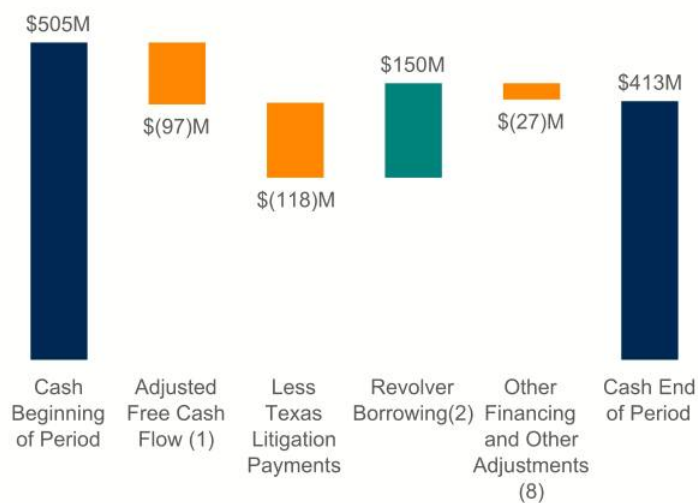 $505M
$(97)M
$(118)M
$150M
$(27)M
$413M
Cash
Beginning
of Period
Adjusted
Free Cash
Flow (1)
Less
Texas
Litigation
Payments
Revolver
Borrowing(2)
Other
Financing
and Other
Adjustments
(8)
Cash End
of Period